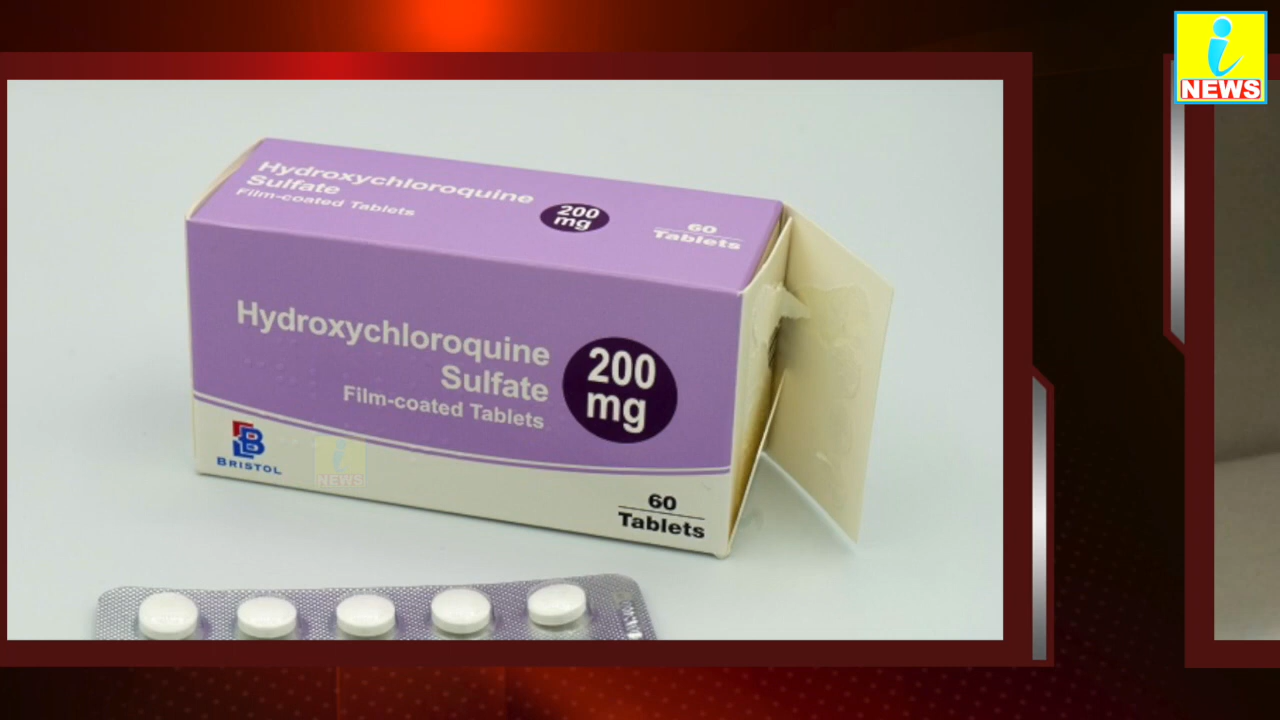 i
NEWS
Hydroxychloroquine
Sulfate
Film-coated Tablets
200
mg
60
Tablets
Hydroxychloroquine
Sulfate
Film-coated Tablets
200
mg
B
BRISTOL
i
NEWS
60
Tablets